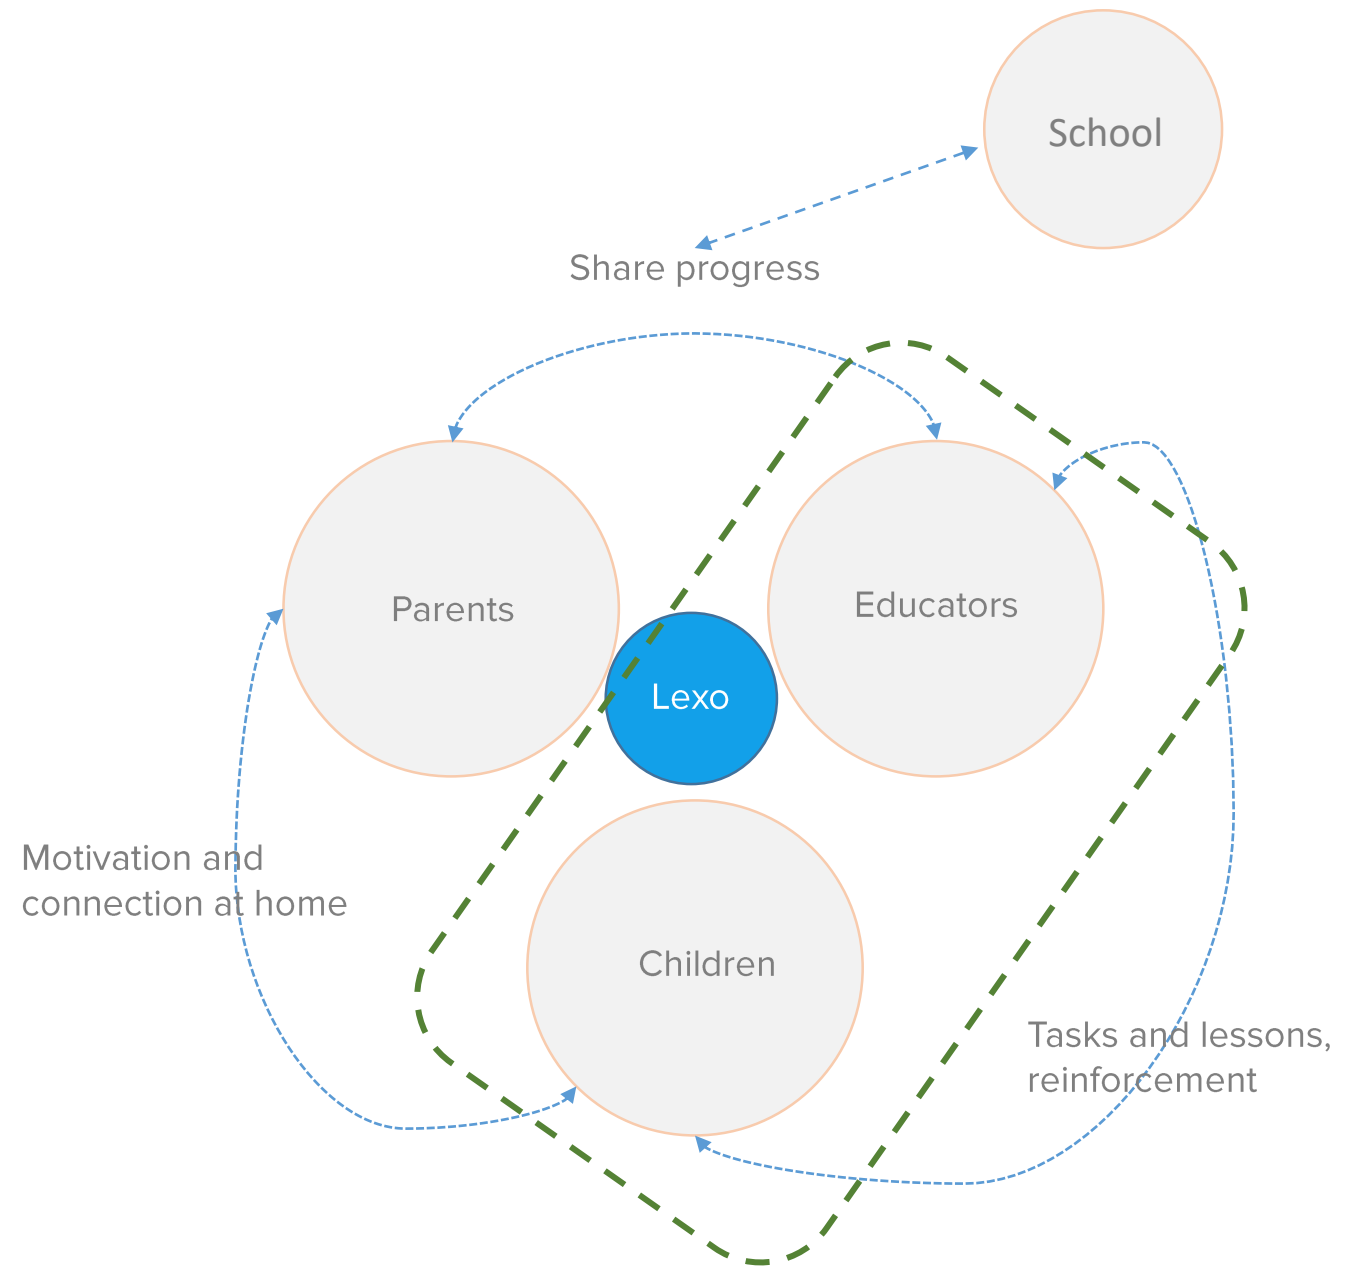 School
Share progress
Parents
Educators
Lexo
Motivation and
connection at home
Children
Tasks and lessons,
reinforcement